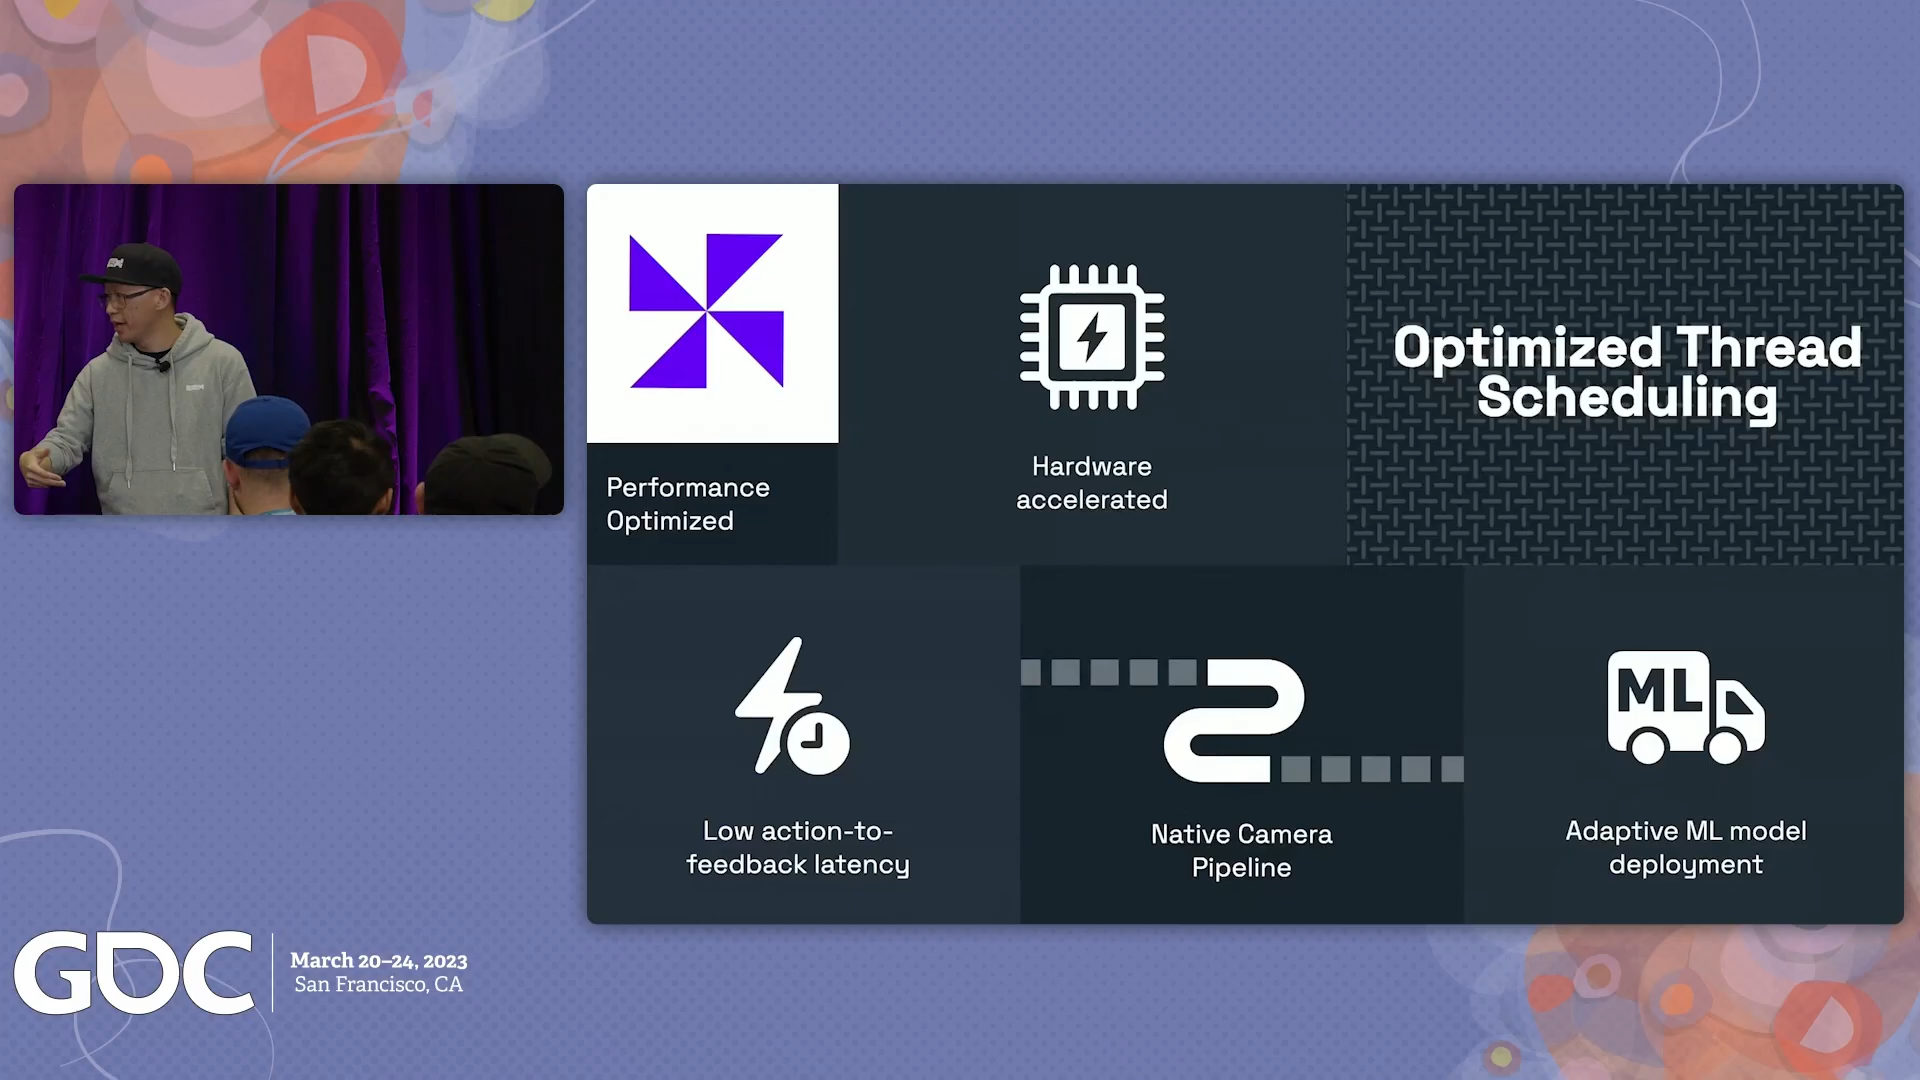 Performance
Optimized
Hardware
accelerated
Optimized Thread
Scheduling
Low action-to-
feedback latency
Native Camera
Pipeline
ML
Adaptive ML model
deployment
GDC
March 20–24, 2023
San Francisco, CA